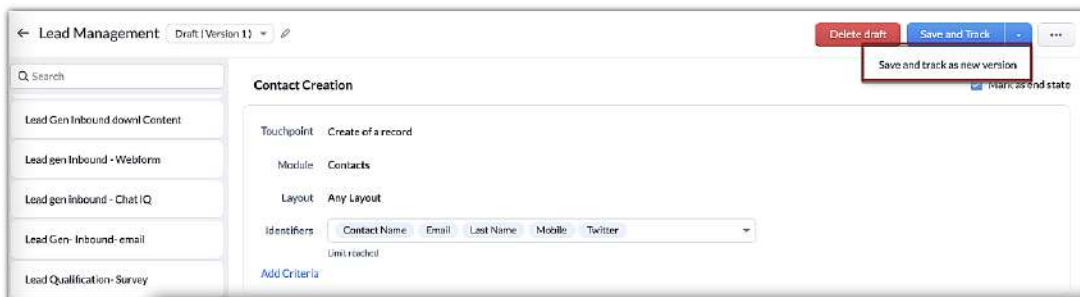 ← Lead Management Draft (Version 1)
Delete draft Save and Track ...
Save and track as new version
Search
Contact Creation
Mark as end state
Lead Gen Inbound downl Content
Lead gen Inbound - Webform
Lead gen inbound - Chat IQ
Lead Gen- Inbound- email
Lead Qualification- Survey
Touchpoint Create of a record
Module Contacts
Layout Any Layout
Identifiers Contact Name Email Last Name Mobile Twitter
Limit reached
Add Criteria